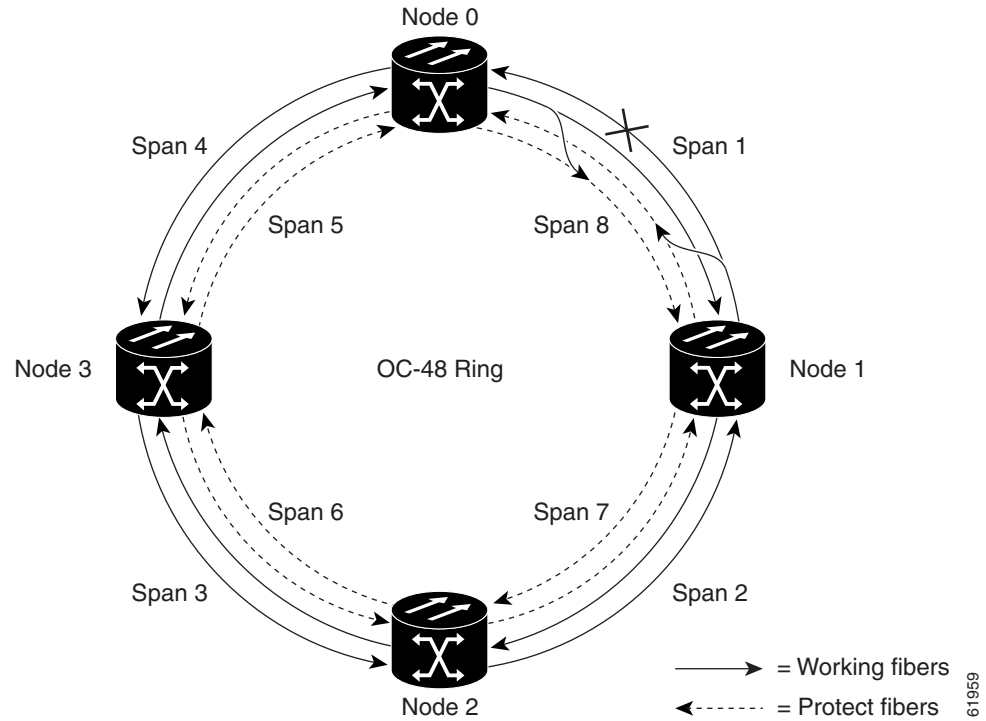 Node 0
Span 4
Span 1
Span 5
Span 8
Node 3
OC-48 Ring
Node 1
Span 6
Span 7
Span 3
Span 2
Node 2
= Working fibers
= Protect fibers
61959